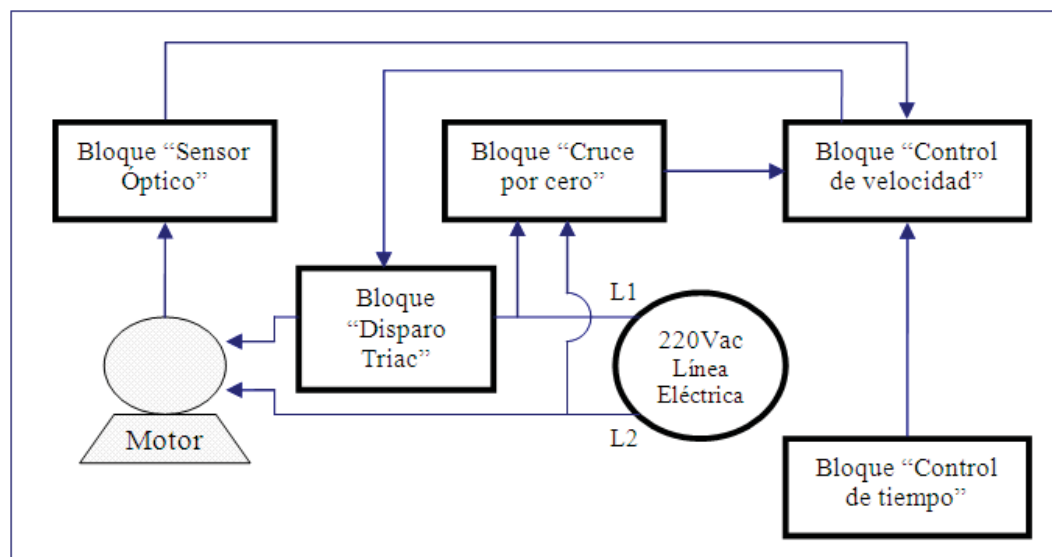 Bloque “Sensor
Óptico”
Bloque “Cruce
por cero”
Bloque “Control
de velocidad”
Bloque
“Disparo
Triac”
L1
220Vac
Línea
Eléctrica
L2
Motor
Bloque “Control
de tiempo”